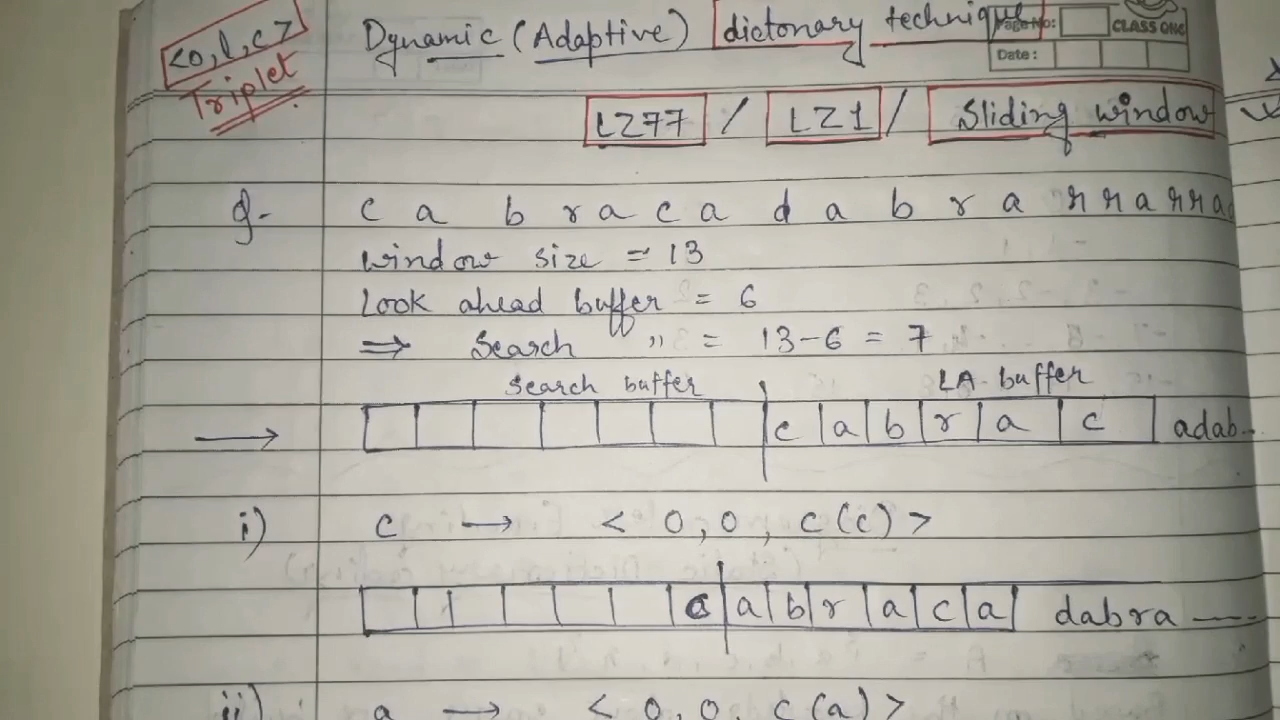 <o, l, c>
Triplet
Dynamic (Adaptive) dictonary technique
Page No:
CLASS ONE
Date:
LZ77 / LZ1 / Sliding window
Q- c a b r a c a d a b r a r r a r r a
window size = 13
Look ahead buffer = 6
⇒ Search " = 13-6 = 7
Search buffer LA buffer
→ c a b r a c adab--
i) c → < 0, 0, c(c) >
c a b r a c a dabra ----
ii) a → < 0, 0, c(a) >